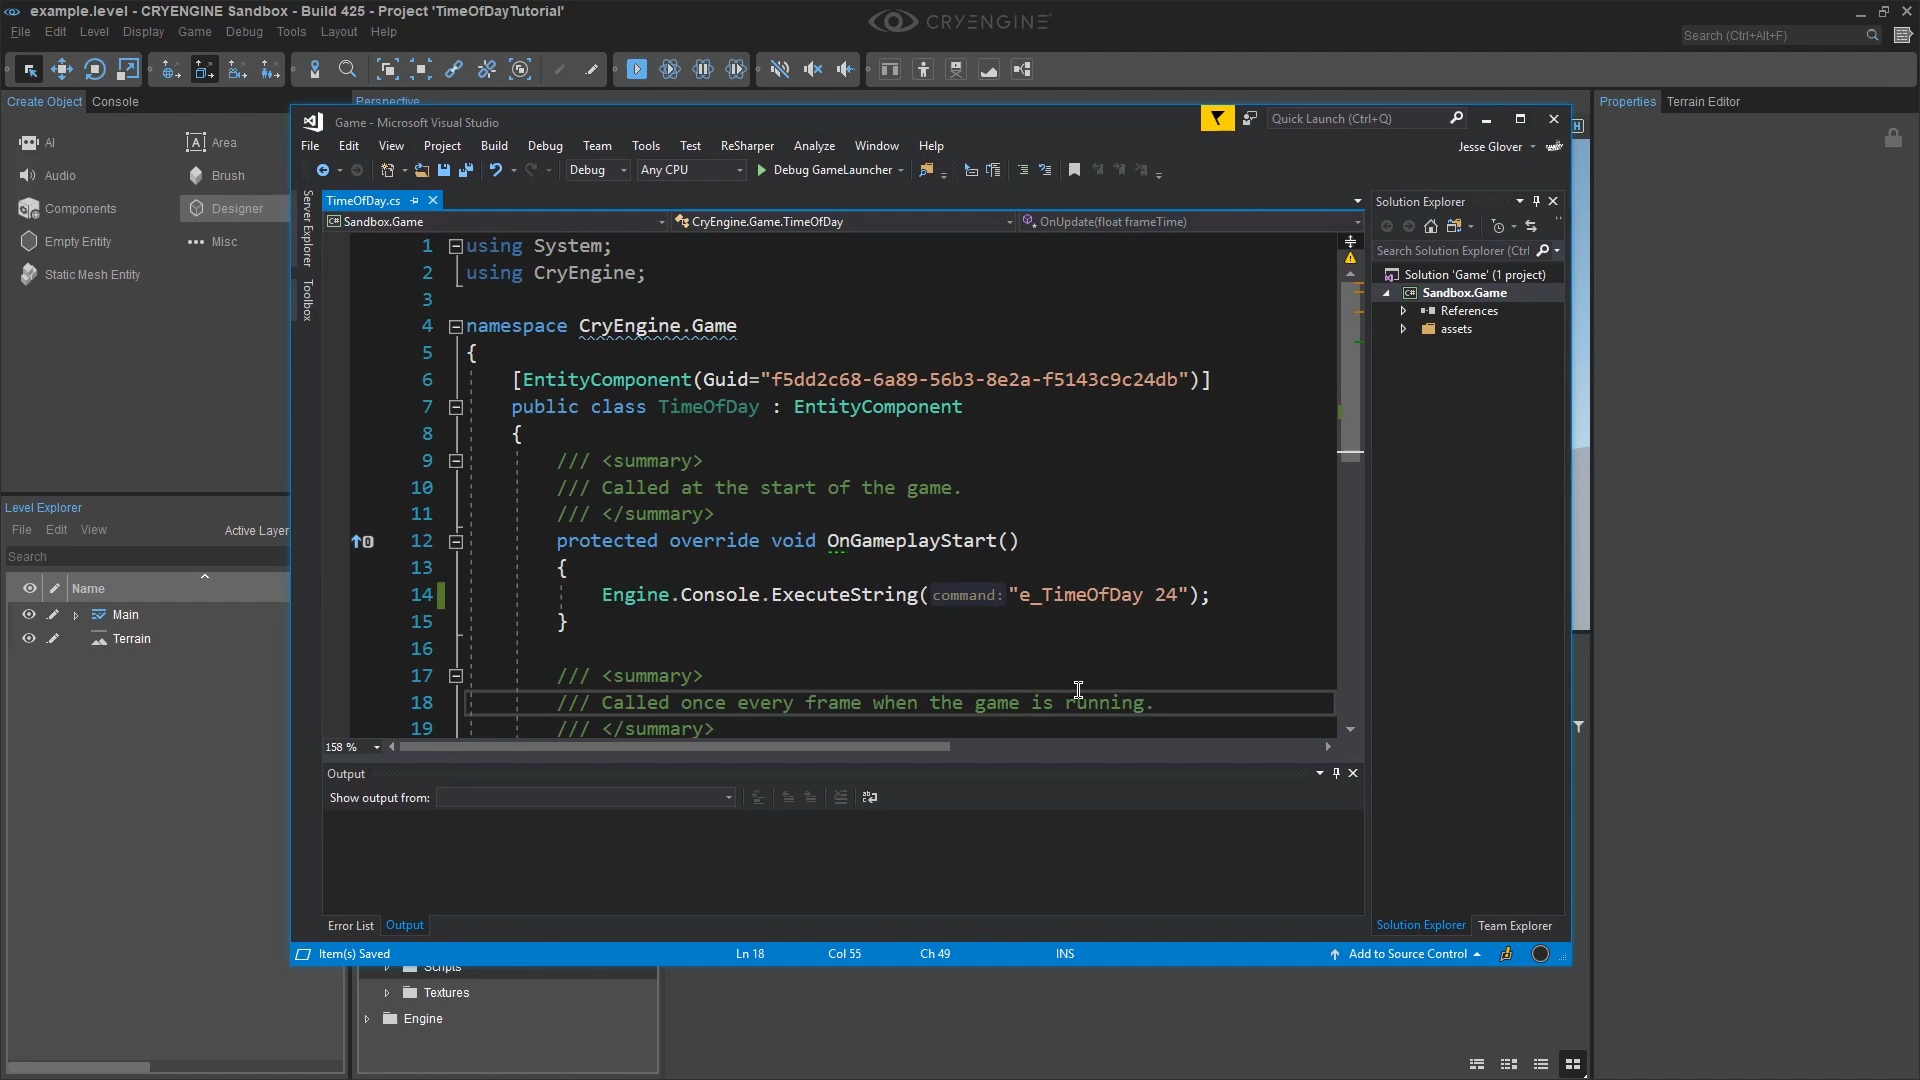 example.level - CRYENGINE Sandbox - Build 425 - Project 'TimeOfDayTutorial'
CRYENGINE
File Edit Level Display Game Debug Tools Layout Help
Search (Ctrl+Alt+F)
Create Object Console
Perspective
Properties Terrain Editor
AI Area
Audio Brush
Components Designer
Empty Entity Misc
Static Mesh Entity
Level Explorer
File Edit View Active Layer
Search
Name
Main
Terrain
Game - Microsoft Visual Studio
Quick Launch (Ctrl+Q)
File Edit View Project Build Debug Team Tools Test ReSharper Analyze Window Help
Jesse Glover
Debug Any CPU Debug GameLauncher
Server Explorer
Toolbox
TimeOfDay.cs
Sandbox.Game CryEngine.Game.TimeOfDay OnUpdate(float frameTime)
1 using System;
2 using CryEngine;
3
4 namespace CryEngine.Game
5 {
6 [EntityComponent(Guid="f5dd2c68-6a89-56b3-8e2a-f5143c9c24db")]
7 public class TimeOfDay : EntityComponent
8 {
9 /// <summary>
10 /// Called at the start of the game.
11 /// </summary>
12 protected override void OnGameplayStart()
13 {
14 Engine.Console.ExecuteString(command: "e_TimeOfDay 24");
15 }
16
17 /// <summary>
18 /// Called once every frame when the game is running.
19 /// </summary>
158 %
Output
Show output from:
Error List Output
Solution Explorer
Search Solution Explorer (Ctrl
Solution 'Game' (1 project)
Sandbox.Game
References
assets
Solution Explorer Team Explorer
Item(s) Saved Ln 18 Col 55 Ch 49 INS Add to Source Control
Scripts
Textures
Engine